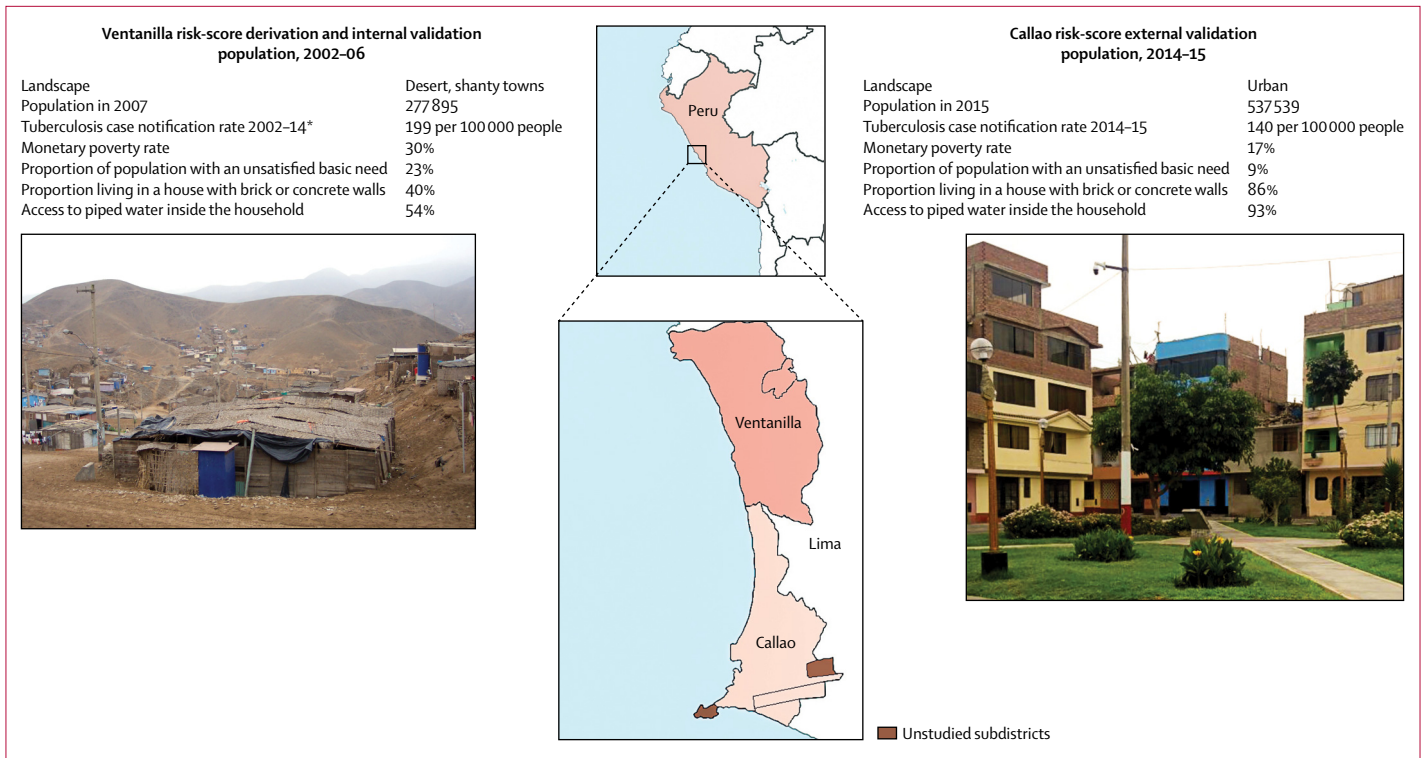 Ventanilla risk-score derivation and internal validation
population, 2002–06
Landscape Desert, shanty towns
Population in 2007 277 895
Tuberculosis case notification rate 2002–14* 199 per 100 000 people
Monetary poverty rate 30%
Proportion of population with an unsatisfied basic need 23%
Proportion living in a house with brick or concrete walls 40%
Access to piped water inside the household 54%
Peru
Ventanilla
Lima
Callao
Unstudied subdistricts
Callao risk-score external validation
population, 2014–15
Landscape Urban
Population in 2015 537 539
Tuberculosis case notification rate 2014–15 140 per 100 000 people
Monetary poverty rate 17%
Proportion of population with an unsatisfied basic need 9%
Proportion living in a house with brick or concrete walls 86%
Access to piped water inside the household 93%